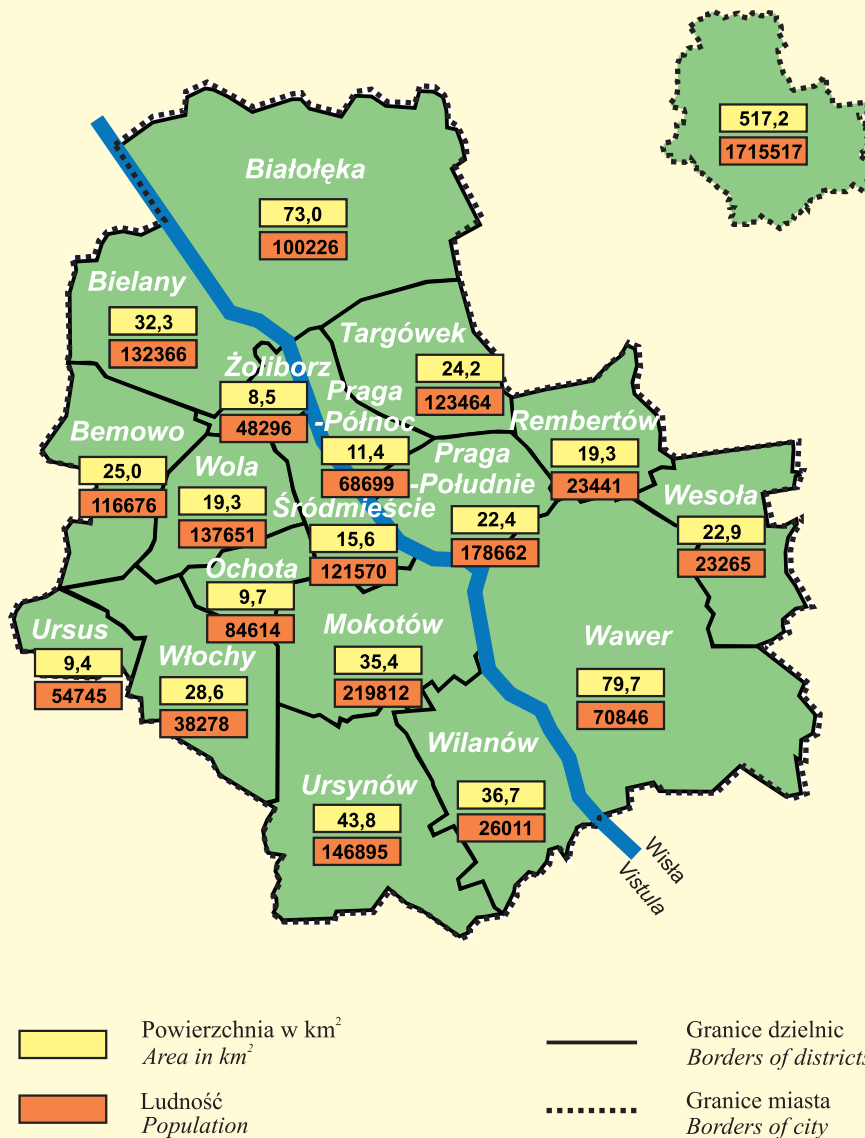 517,2
1715517
Białołęka
73,0
100226
Bielany
32,3
132366
Targówek
24,2
123464
Żoliborz
8,5
48296
Praga
-Północ
11,4
68699
Rembertów
19,3
23441
Bemowo
25,0
116676
Wola
19,3
137651
Praga
-Południe
22,4
178662
Wesoła
22,9
23265
Śródmieście
15,6
121570
Ochota
9,7
84614
Ursus
9,4
54745
Włochy
28,6
38278
Mokotów
35,4
219812
Wawer
79,7
70846
Wilanów
36,7
26011
Ursynów
43,8
146895
Wisła
Vistula
Powierzchnia w km²
Area in km²
Ludność
Population
Granice dzielnic
Borders of districts
Granice miasta
Borders of city